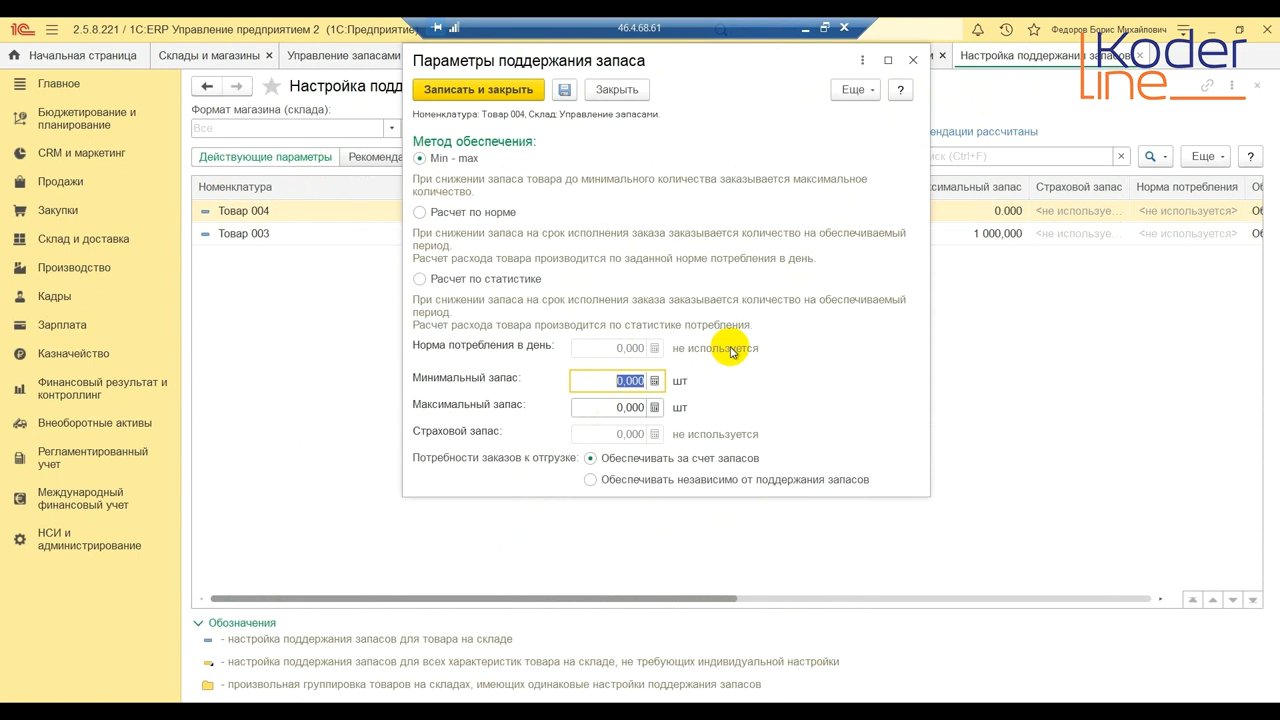 2.5.8.221 / 1С:ERP Управление предприятием 2 (1С:Предприятие)
46.4.68.61
Федоров Борис Михайлович
Koder
line
Начальная страница
Склады и магазины ×
Управление запасами
Настройка поддержания запасов
Главное
Бюджетирование и
планирование
CRM и маркетинг
Продажи
Закупки
Склад и доставка
Производство
Кадры
Зарплата
Казначейство
Финансовый результат и
контроллинг
Внеоборотные активы
Регламентированный
учет
Международный
финансовый учет
НСИ и
администрирование
Настройка подд
Формат магазина (склада):
Все
ендации рассчитаны
Действующие параметры
Рекоменда
иск (Ctrl+F)
Еще
?
Номенклатура
ксимальный запас
Страховой запас
Норма потребления
Об
Товар 004
0.000
<не используе...
<не используется>
Об
Товар 003
1 000,000
<не используе...
<не используется>
Об
Параметры поддержания запаса
Записать и закрыть
Закрыть
Еще
?
Номенклатура: Товар 004, Склад: Управление запасами.
Метод обеспечения:
Min - max
При снижении запаса товара до минимального количества заказывается максимальное
количество.
Расчет по норме
При снижении запаса на срок исполнения заказа заказывается количество на обеспечиваемый
период.
Расчет расхода товара производится по заданной норме потребления в день.
Расчет по статистике
При снижении запаса на срок исполнения заказа заказывается количество на обеспечиваемый
период.
Расчет расхода товара производится по статистике потребления.
Норма потребления в день: 0,000 не используется
Минимальный запас: 0,000 шт
Максимальный запас: 0,000 шт
Страховой запас: 0,000 не используется
Потребности заказов к отгрузке: Обеспечивать за счет запасов
Обеспечивать независимо от поддержания запасов
Обозначения
- настройка поддержания запасов для товара на складе
- настройка поддержания запасов для всех характеристик товара на складе, не требующих индивидуальной настройки
- произвольная группировка товаров на складах, имеющих одинаковые настройки поддержания запасов